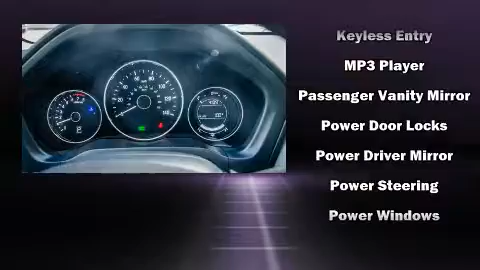 Keyless Entry
MP3 Player
Passenger Vanity Mirror
Power Door Locks
Power Driver Mirror
Power Steering
Power Windows